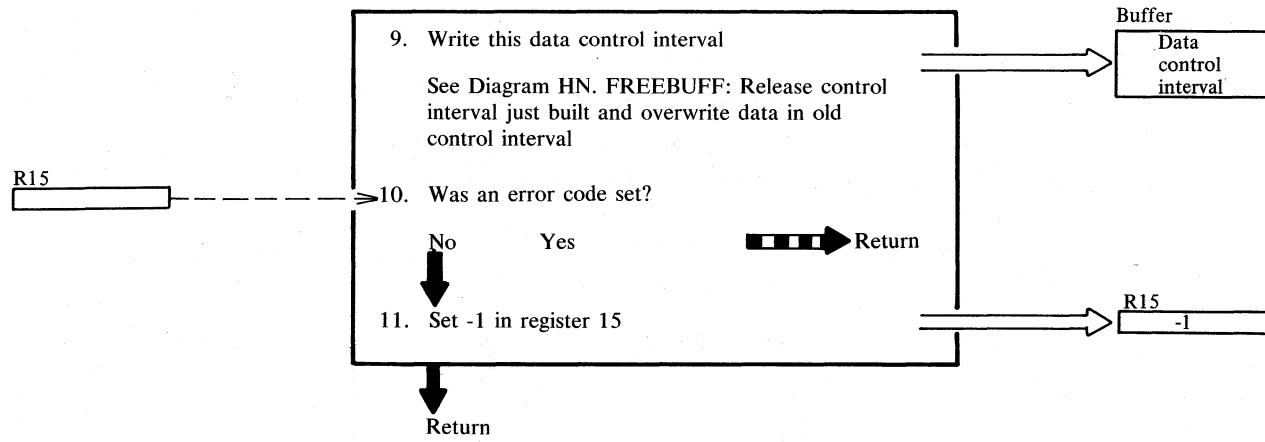 Buffer
9. Write this data control interval
Data
control
interval
See Diagram HN. FREEBUFF: Release control
interval just built and overwrite data in old
control interval
R15
10. Was an error code set?
No Yes Return
11. Set -1 in register 15
R15
-1
Return